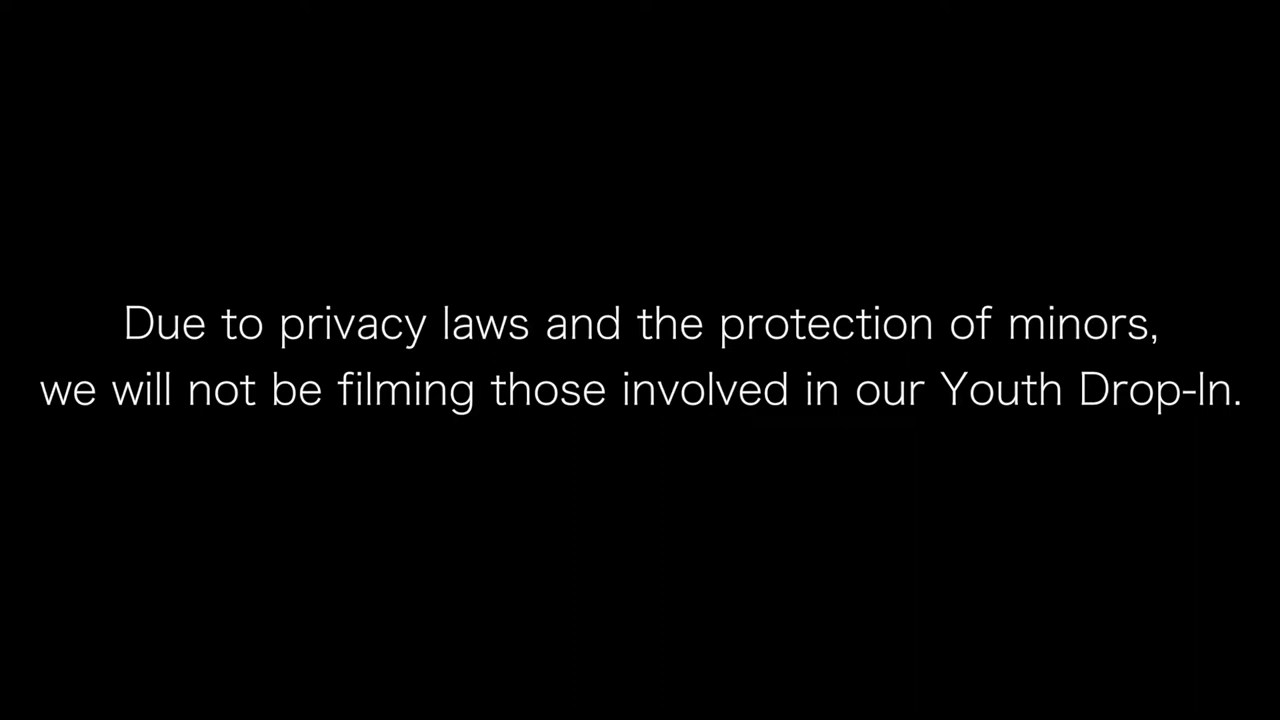 Due to privacy laws and the protection of minors,
we will not be filming those involved in our Youth Drop-In.